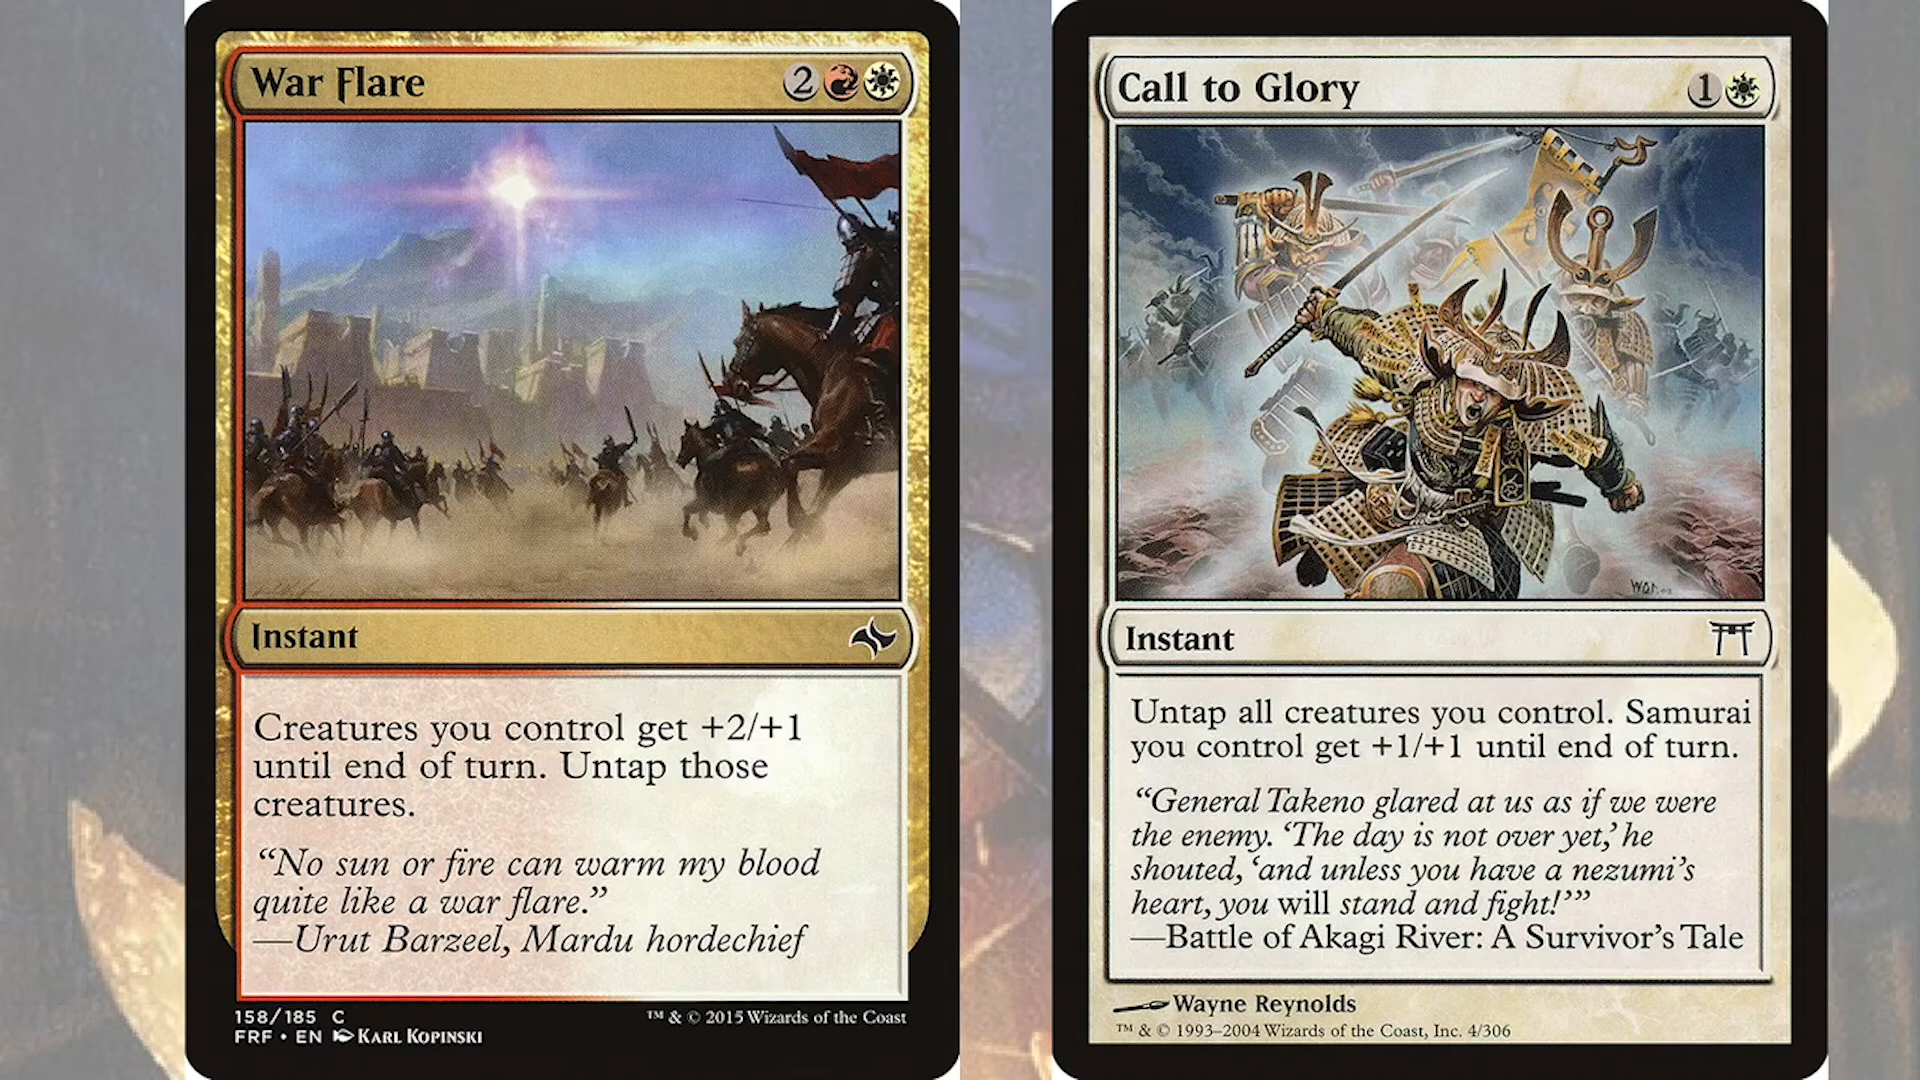 War Flare
2
Instant
Creatures you control get +2/+1
until end of turn. Untap those
creatures.
“No sun or fire can warm my blood
quite like a war flare.”
—Urut Barzeel, Mardu hordechief
158/185 C
FRF • EN Karl Kopinski
™ & © 2015 Wizards of the Coast
Call to Glory
1
Instant
Untap all creatures you control. Samurai
you control get +1/+1 until end of turn.
“General Takeno glared at us as if we were
the enemy. ‘The day is not over yet,’ he
shouted, ‘and unless you have a nezumi’s
heart, you will stand and fight!’”
—Battle of Akagi River: A Survivor’s Tale
Wayne Reynolds
™ & © 1993–2004 Wizards of the Coast, Inc. 4/306